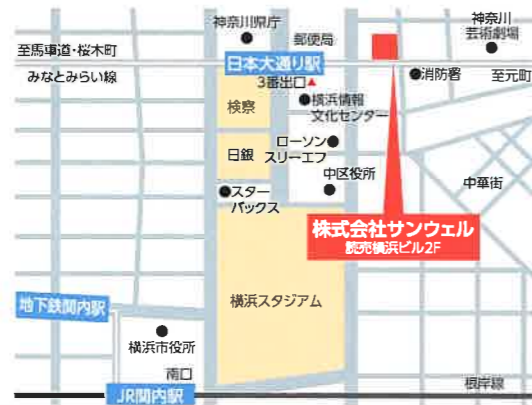 神奈川県庁
郵便局
神奈川
芸術劇場
至馬車道・桜木町
日本大通り駅
みなとみらい線
3番出口
消防署
至元町
検察
横浜情報
文化センター
日銀
ローソン
スリーエフ
中区役所
中華街
スター
バックス
株式会社サンウェル
読売横浜ビル2F
横浜スタジアム
地下鉄関内駅
横浜市役所
南口
根岸線
JR関内駅